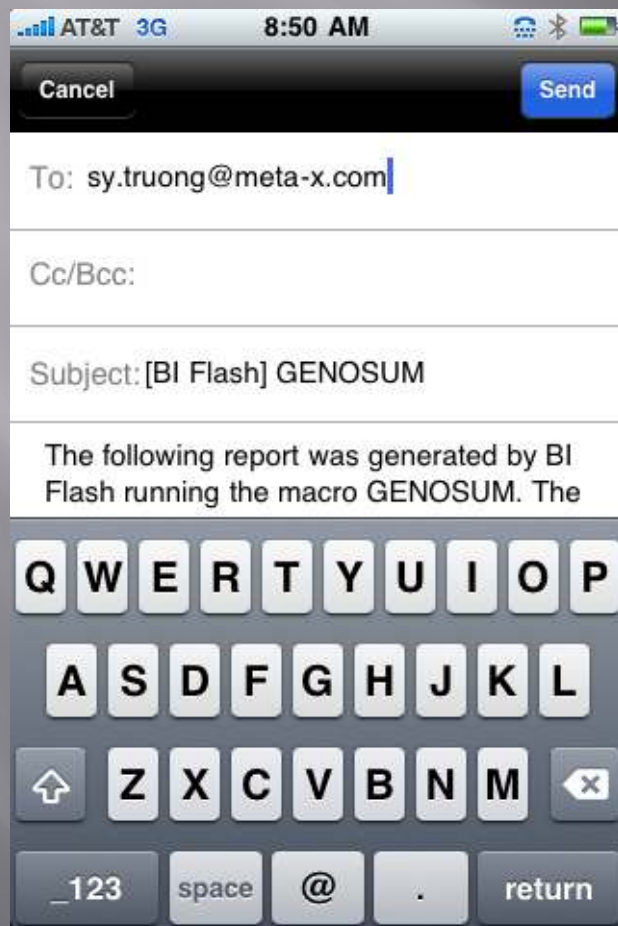 AT&T 3G 8:50 AM
Cancel Send
To: sy.truong@meta-x.com
Cc/Bcc:
Subject: [BI Flash] GENOSUM
The following report was generated by BI
Flash running the macro GENOSUM. The
Q W E R T Y U I O P
A S D F G H J K L
Z X C V B N M
_123 space @ . return